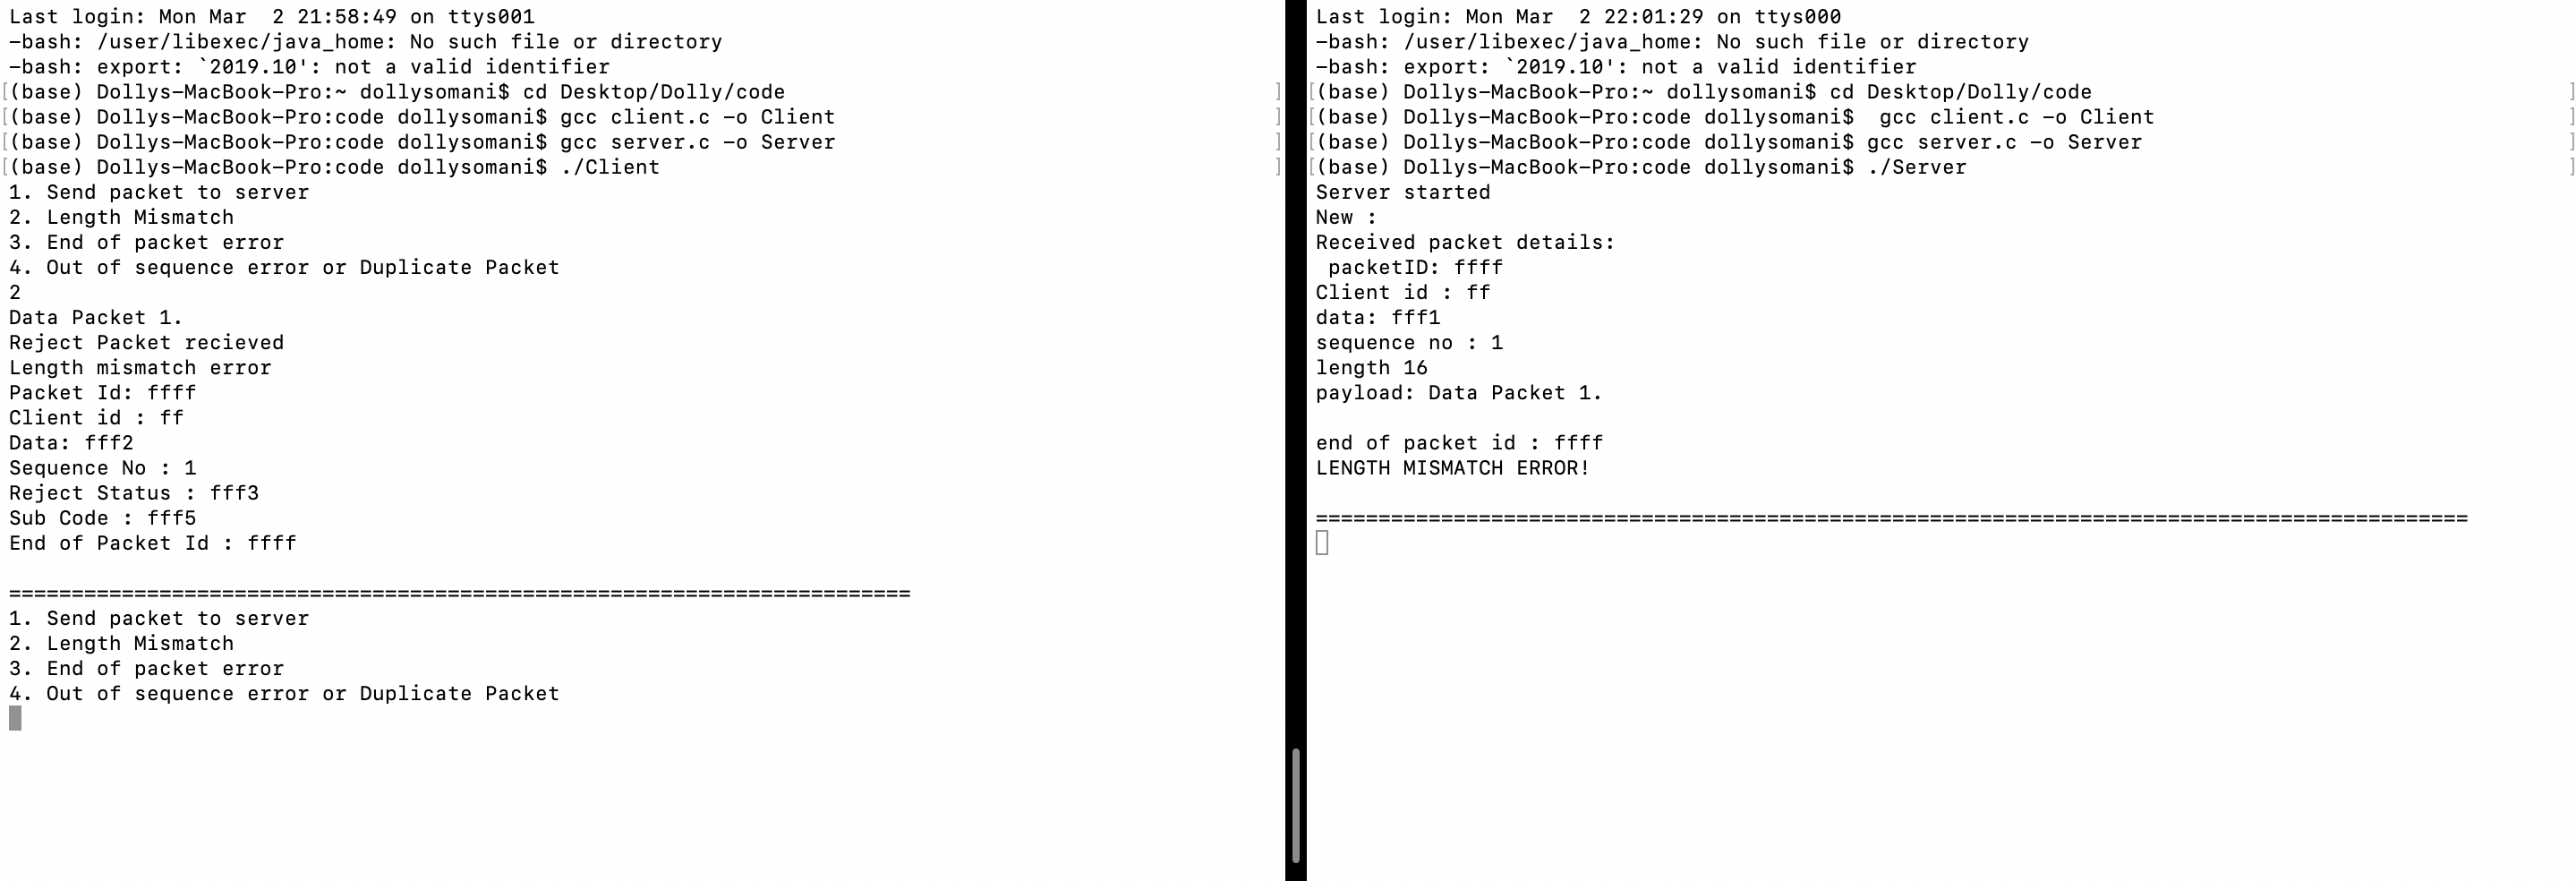 Last login: Mon Mar  2 21:58:49 on ttys001
-bash: /user/libexec/java_home: No such file or directory
-bash: export: `2019.10': not a valid identifier
[(base) Dollys-MacBook-Pro:~ dollysomani$ cd Desktop/Dolly/code ]
[(base) Dollys-MacBook-Pro:code dollysomani$ gcc client.c -o Client ]
[(base) Dollys-MacBook-Pro:code dollysomani$ gcc server.c -o Server ]
[(base) Dollys-MacBook-Pro:code dollysomani$ ./Client ]
1. Send packet to server
2. Length Mismatch
3. End of packet error
4. Out of sequence error or Duplicate Packet
2
Data Packet 1.
Reject Packet recieved
Length mismatch error
Packet Id: ffff
Client id : ff
Data: fff2
Sequence No : 1
Reject Status : fff3
Sub Code : fff5
End of Packet Id : ffff
========================================================================
1. Send packet to server
2. Length Mismatch
3. End of packet error
4. Out of sequence error or Duplicate Packet
Last login: Mon Mar  2 22:01:29 on ttys000
-bash: /user/libexec/java_home: No such file or directory
-bash: export: `2019.10': not a valid identifier
[(base) Dollys-MacBook-Pro:~ dollysomani$ cd Desktop/Dolly/code ]
[(base) Dollys-MacBook-Pro:code dollysomani$  gcc client.c -o Client ]
[(base) Dollys-MacBook-Pro:code dollysomani$ gcc server.c -o Server ]
[(base) Dollys-MacBook-Pro:code dollysomani$ ./Server ]
Server started
New :
Received packet details:
 packetID: ffff
Client id : ff
data: fff1
sequence no : 1
length 16
payload: Data Packet 1.
end of packet id : ffff
LENGTH MISMATCH ERROR!
============================================================================================